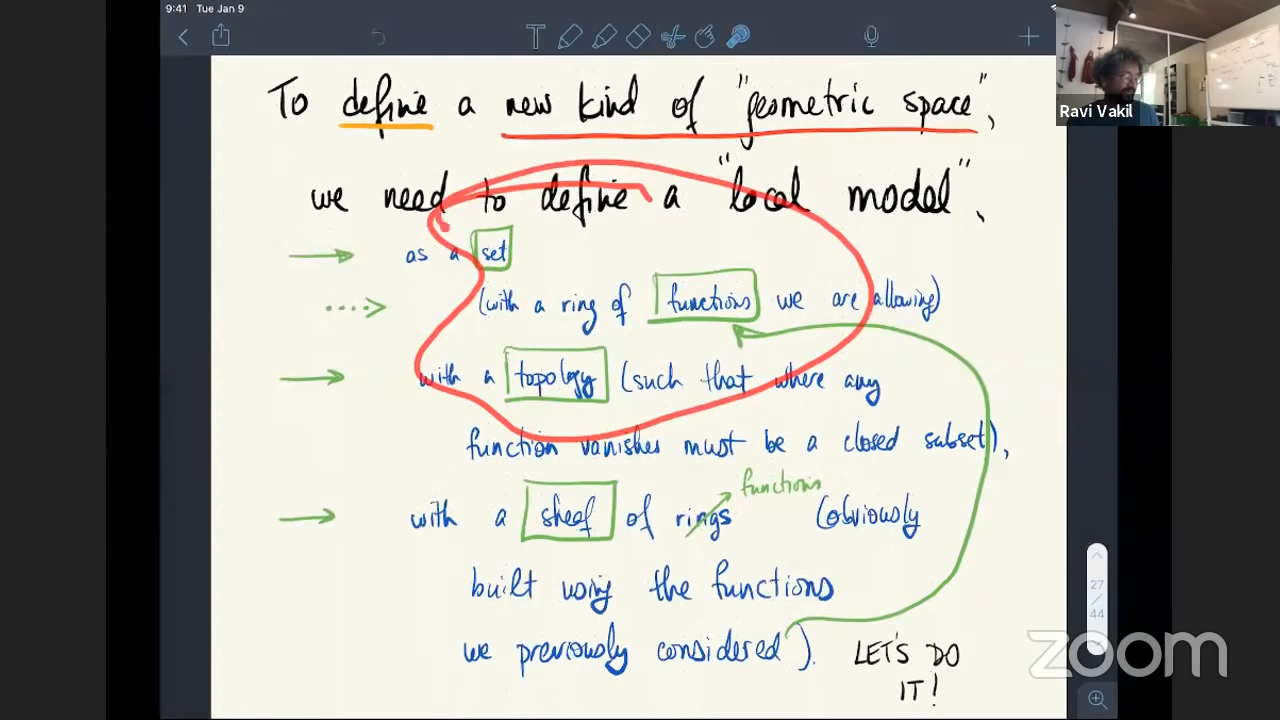 9:41 Tue Jan 9
Ravi Vakil
To define a new kind of "geometric space",
we need to define a "local model",
as a set
(with a ring of functions we are allowing)
with a topology (such that where any
function vanishes must be a closed subset),
functions
with a sheaf of rings (obviously
built using the functions
we previously considered).
LET'S DO
IT!
27
/
44
zoom